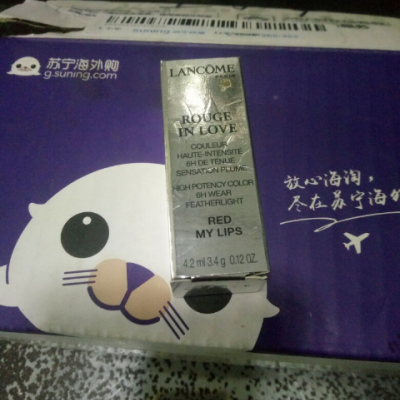 苏宁海外购
g.suning.com
LANCÔME
PARIS
ROUGE
IN LOVE
COULEUR
HAUTE-INTENSITÉ
6H DE TENUE
SENSATION PLUME
HIGH POTENCY COLOR
6H WEAR
FEATHERLIGHT
RED
MY LIPS
4.2 ml 3.4 g 0.12 OZ.
放心海淘，
尽在苏宁海外